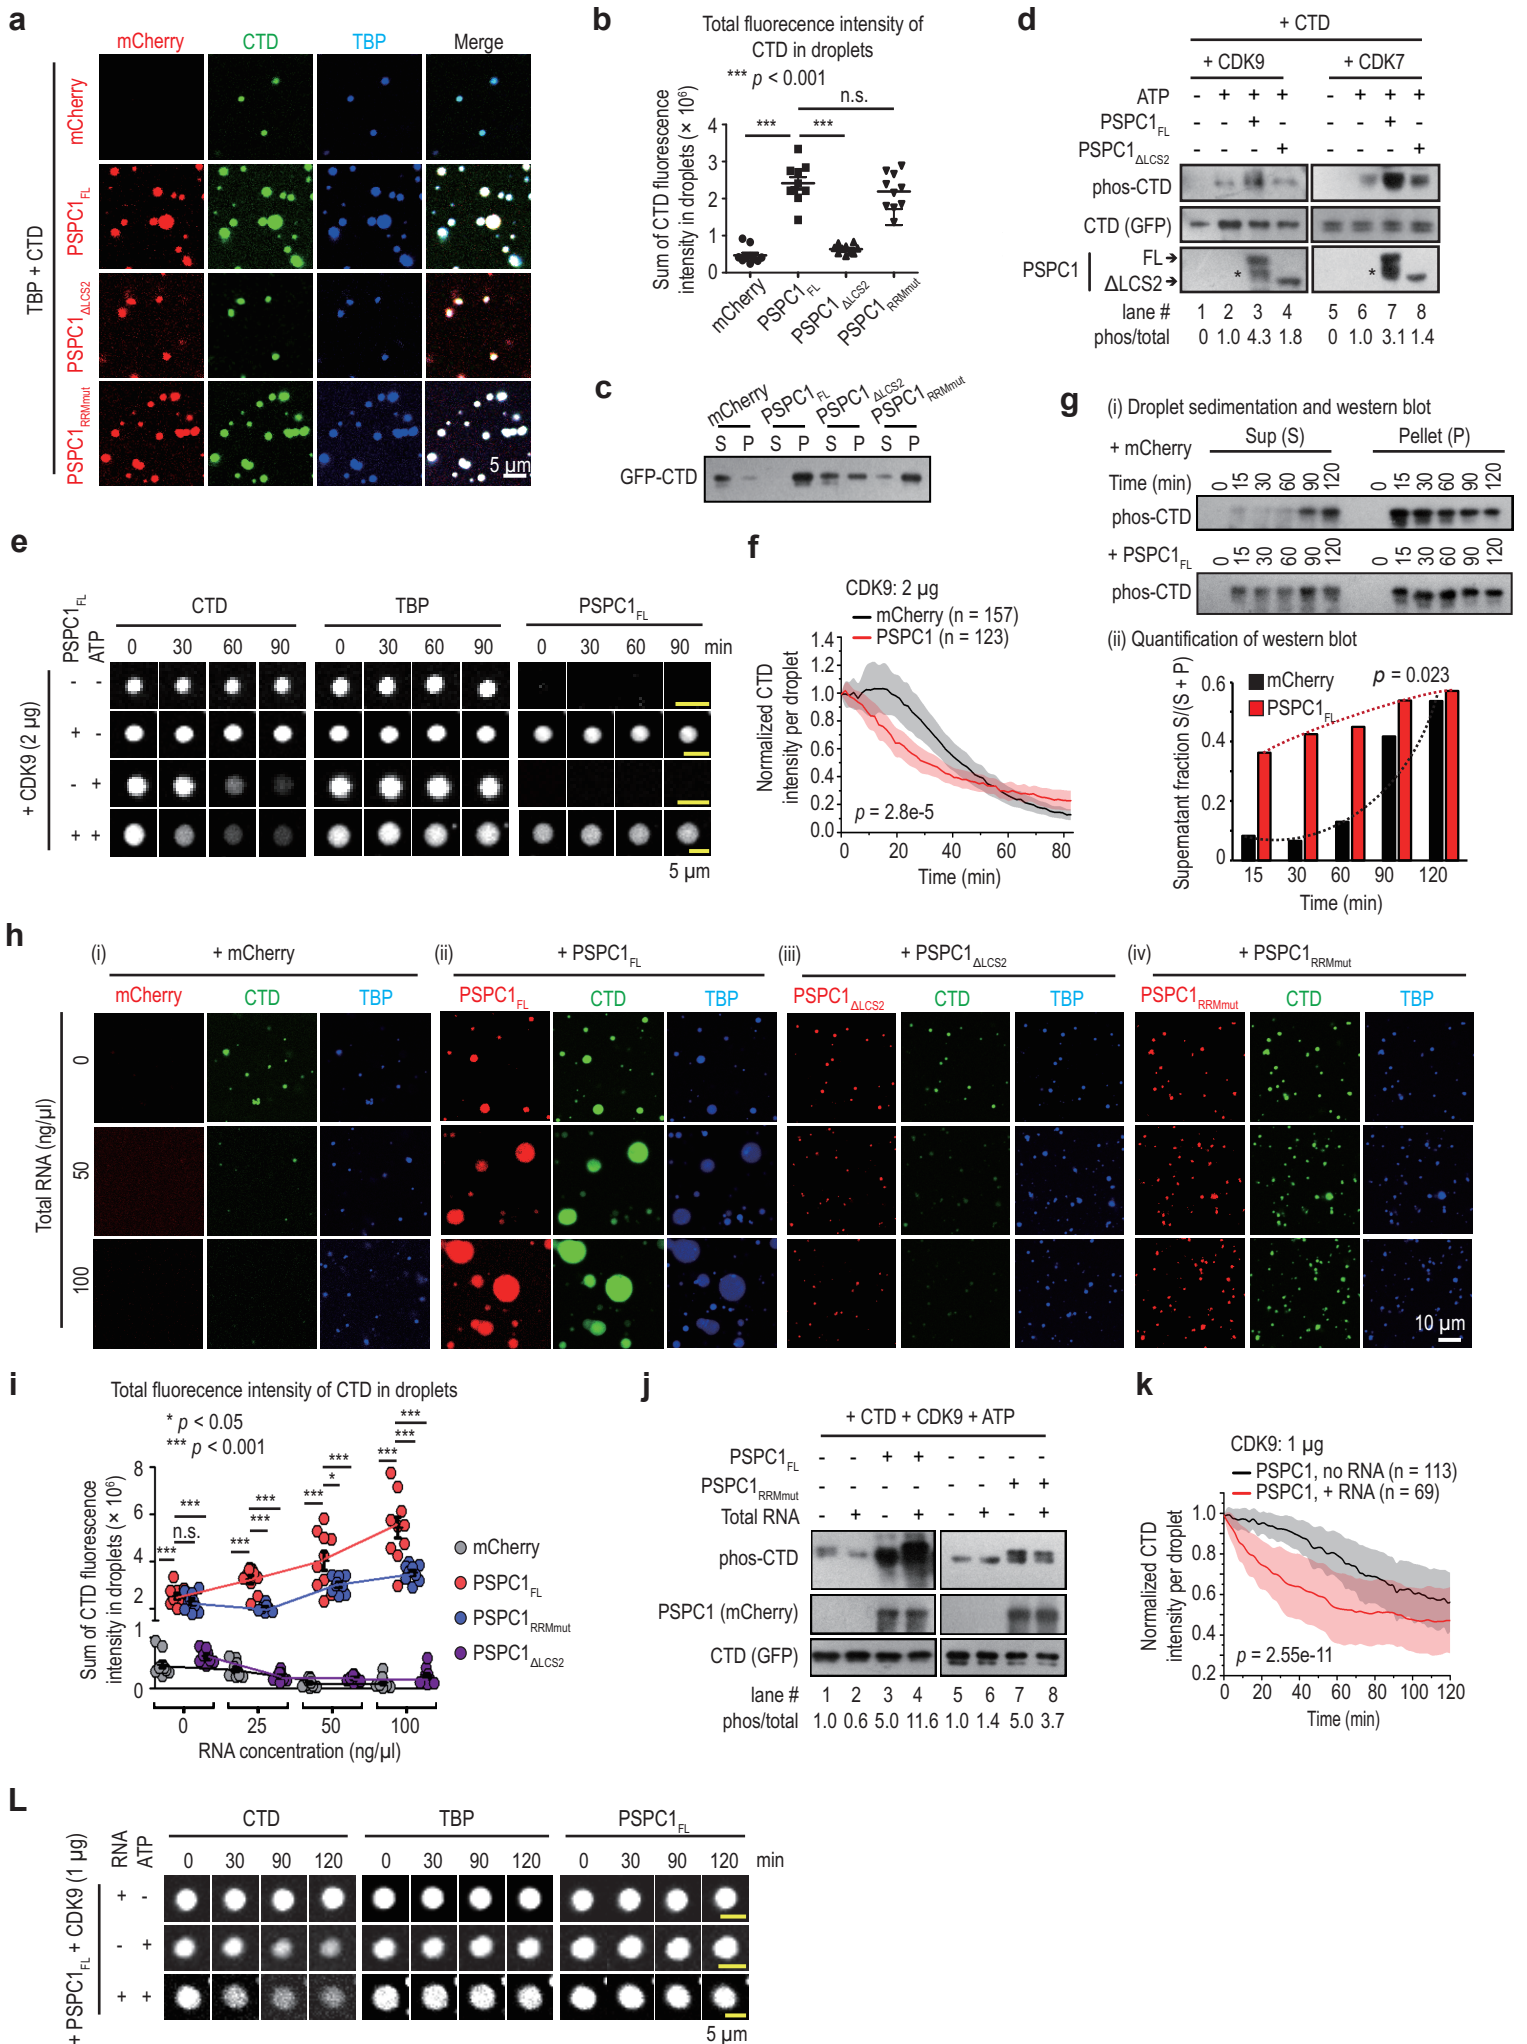 a
mCherry CTD TBP Merge
TBP + CTD
mCherry
PSPC1FL
PSPC1ΔLCS2
PSPC1RRMmut
5 µm
b
Total fluorecence intensity of
CTD in droplets
*** p < 0.001
n.s.
*** ***
Sum of CTD fluorescence
intensity in droplets (× 10⁶)
4
3
2
1
0
mCherry PSPC1FL PSPC1ΔLCS2 PSPC1RRMmut
c
mCherry PSPC1FL PSPC1ΔLCS2 PSPC1RRMmut
S P S P S P S P
GFP-CTD
d
+ CTD
+ CDK9 + CDK7
ATP - + + + - + + +
PSPC1FL - - + - - - + -
PSPC1ΔLCS2 - - - + - - - +
phos-CTD
CTD (GFP)
PSPC1
FL
* *
ΔLCS2
lane # 1 2 3 4 5 6 7 8
phos/total 0 1.0 4.3 1.8 0 1.0 3.1 1.4
e
PSPC1FL
ATP
CTD TBP PSPC1FL
0 30 60 90 0 30 60 90 0 30 60 90 min
+ CDK9 (2 µg)
- -
+ -
- +
+ +
5 µm
f
CDK9: 2 µg
mCherry (n = 157)
PSPC1 (n = 123)
Normalized CTD
intensity per droplet
1.4
1.2
1.0
0.8
0.6
0.4
0.2
0.0
p = 2.8e-5
0 20 40 60 80
Time (min)
g
(i) Droplet sedimentation and western blot
+ mCherry Sup (S) Pellet (P)
Time (min) 0 15 30 60 90 120 0 15 30 60 90 120
phos-CTD
+ PSPC1FL 0 15 30 60 90 120 0 15 30 60 90 120
phos-CTD
(ii) Quantification of western blot
Supernatant fraction S/(S + P)
mCherry
PSPC1FL
p = 0.023
0.6
0.4
0.2
0
15 30 60 90 120
Time (min)
h
(i) + mCherry (ii) + PSPC1FL (iii) + PSPC1ΔLCS2 (iv) + PSPC1RRMmut
mCherry CTD TBP PSPC1FL CTD TBP PSPC1ΔLCS2 CTD TBP PSPC1RRMmut CTD TBP
Total RNA (ng/µl)
0
50
100
10 µm
i
Total fluorecence intensity of CTD in droplets
* p < 0.05
*** p < 0.001
Sum of CTD fluorescence
intensity in droplets (× 10⁶)
8
6
4
2
1
0
*** n.s. ***
*** *** ***
*** * ***
*** *** ***
mCherry
PSPC1FL
PSPC1RRMmut
PSPC1ΔLCS2
0 25 50 100
RNA concentration (ng/µl)
j
+ CTD + CDK9 + ATP
PSPC1FL - - + + - - - -
PSPC1RRMmut - - - - - - + +
Total RNA - + - + - + - +
phos-CTD
PSPC1 (mCherry)
CTD (GFP)
lane # 1 2 3 4 5 6 7 8
phos/total 1.0 0.6 5.0 11.6 1.0 1.4 5.0 3.7
k
CDK9: 1 µg
PSPC1, no RNA (n = 113)
PSPC1, + RNA (n = 69)
Normalized CTD
intensity per droplet
1.0
0.8
0.6
0.4
0.2
p = 2.55e-11
0 20 40 60 80 100 120
Time (min)
L
RNA
ATP
CTD TBP PSPC1FL
0 30 90 120 0 30 90 120 0 30 90 120 min
+ PSPC1FL + CDK9 (1 µg)
+ -
- +
+ +
5 µm